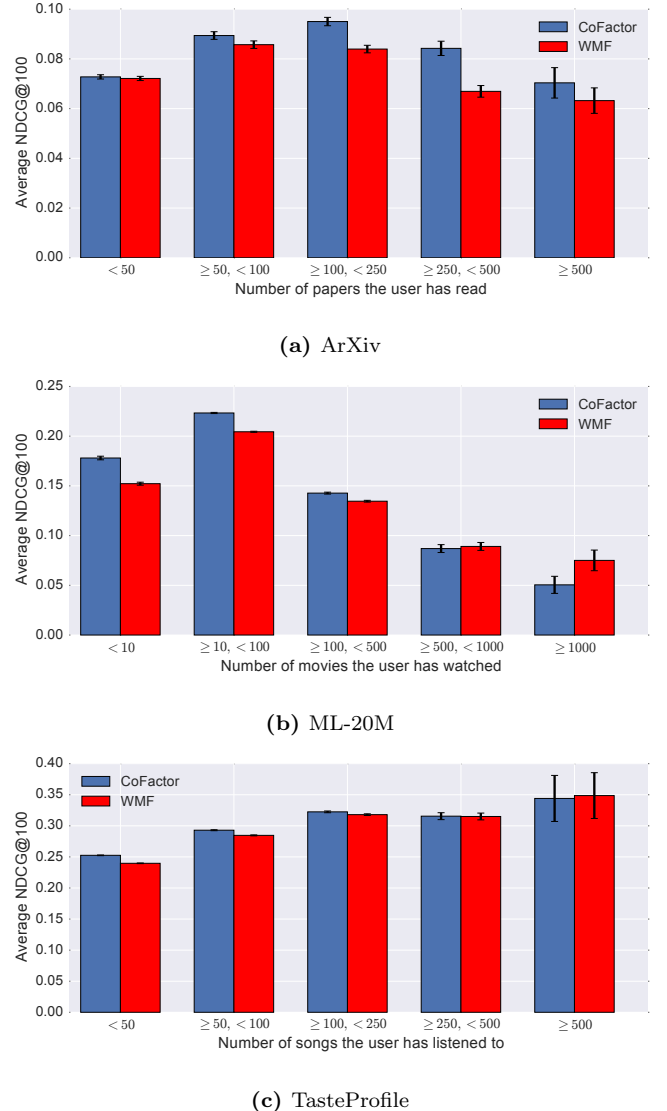 0.10
0.08
0.06
0.04
0.02
0.00
Average NDCG@100
CoFactor
WMF
< 50
≥ 50, < 100
≥ 100, < 250
≥ 250, < 500
≥ 500
Number of papers the user has read
(a) ArXiv
0.25
0.20
0.15
0.10
0.05
0.00
Average NDCG@100
CoFactor
WMF
< 10
≥ 10, < 100
≥ 100, < 500
≥ 500, < 1000
≥ 1000
Number of movies the user has watched
(b) ML-20M
0.40
0.35
0.30
0.25
0.20
0.15
0.10
0.05
0.00
Average NDCG@100
CoFactor
WMF
< 50
≥ 50, < 100
≥ 100, < 250
≥ 250, < 500
≥ 500
Number of songs the user has listened to
(c) TasteProfile